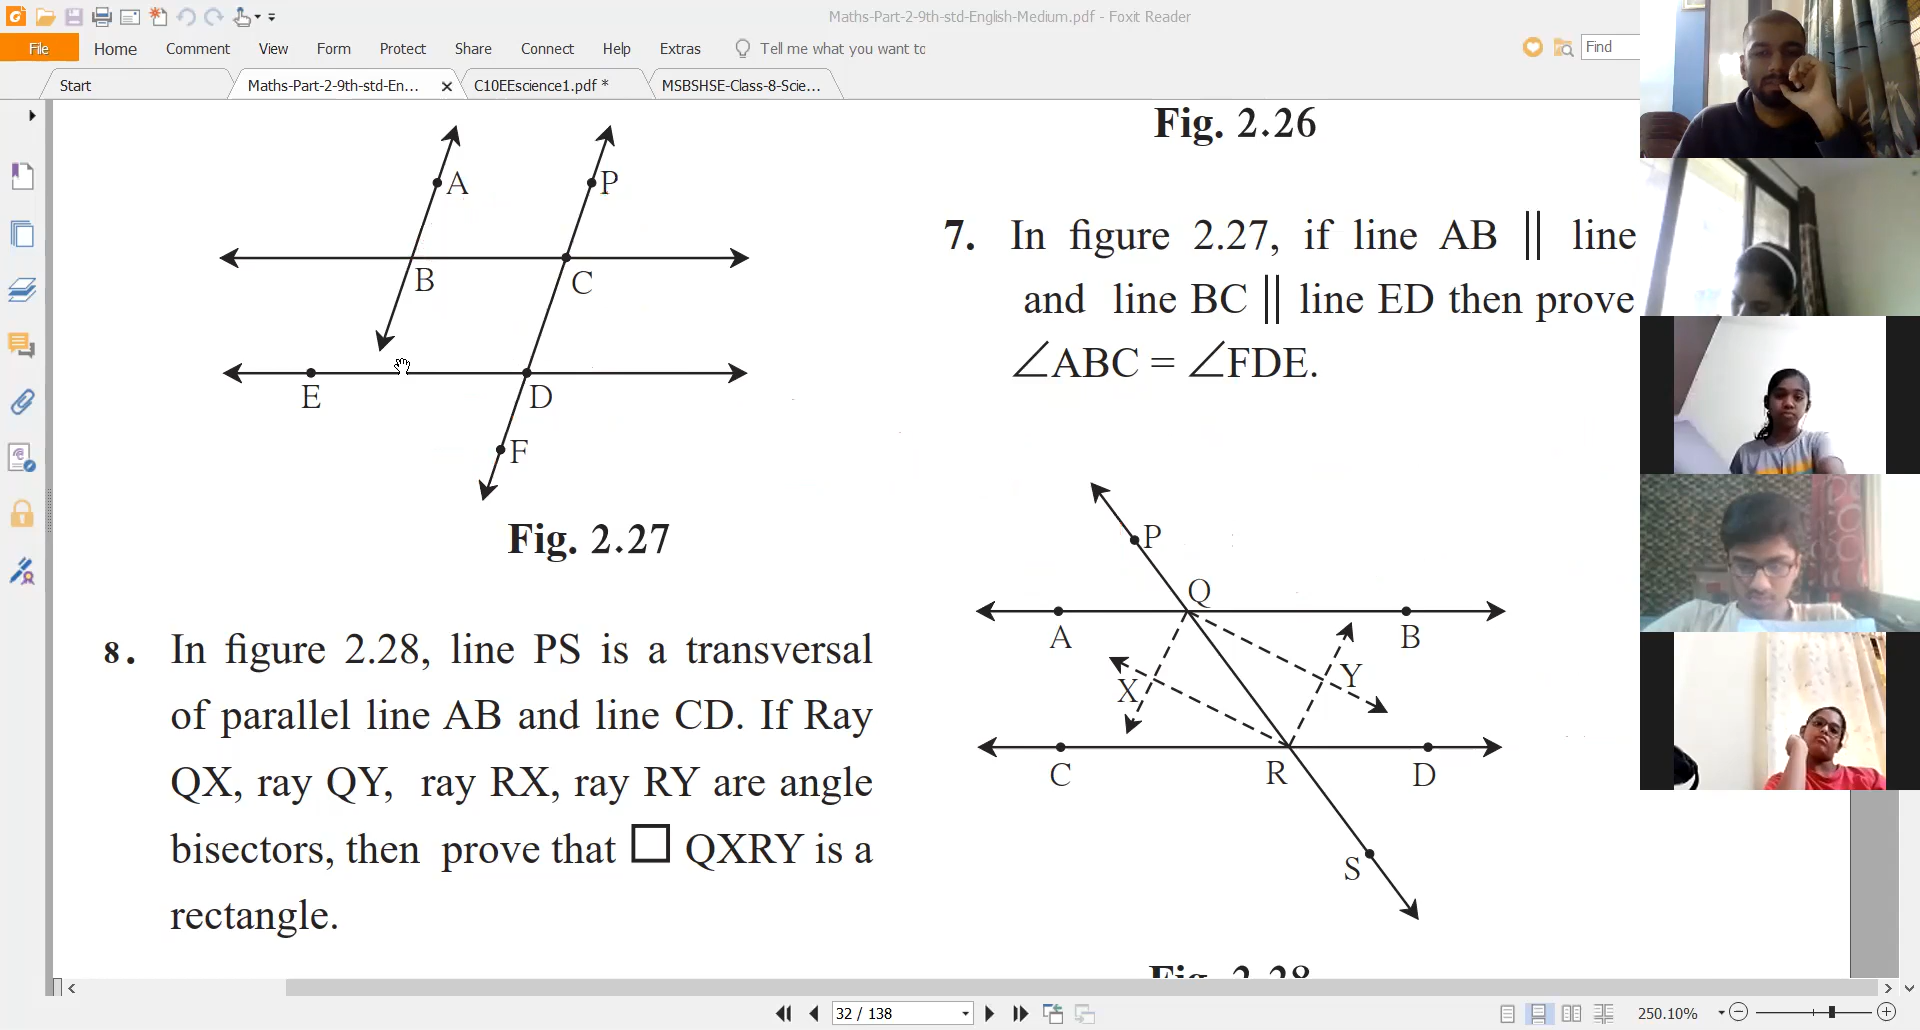 Maths-Part-2-9th-std-English-Medium.pdf - Foxit Reader
File Home Comment View Form Protect Share Connect Help Extras Tell me what you want to Find
Start Maths-Part-2-9th-std-En... C10EEscience1.pdf * MSBSHSE-Class-8-Scie...
A P
B C
E D
F
Fig. 2.27
8. In figure 2.28, line PS is a transversal
of parallel line AB and line CD. If Ray
QX, ray QY, ray RX, ray RY are angle
bisectors, then prove that □ QXRY is a
rectangle.
Fig. 2.26
7. In figure 2.27, if line AB || line
and line BC || line ED then prove
∠ABC = ∠FDE.
P
Q
A B
X Y
C R D
S
Fig. 2.28
32 / 138 250.10%